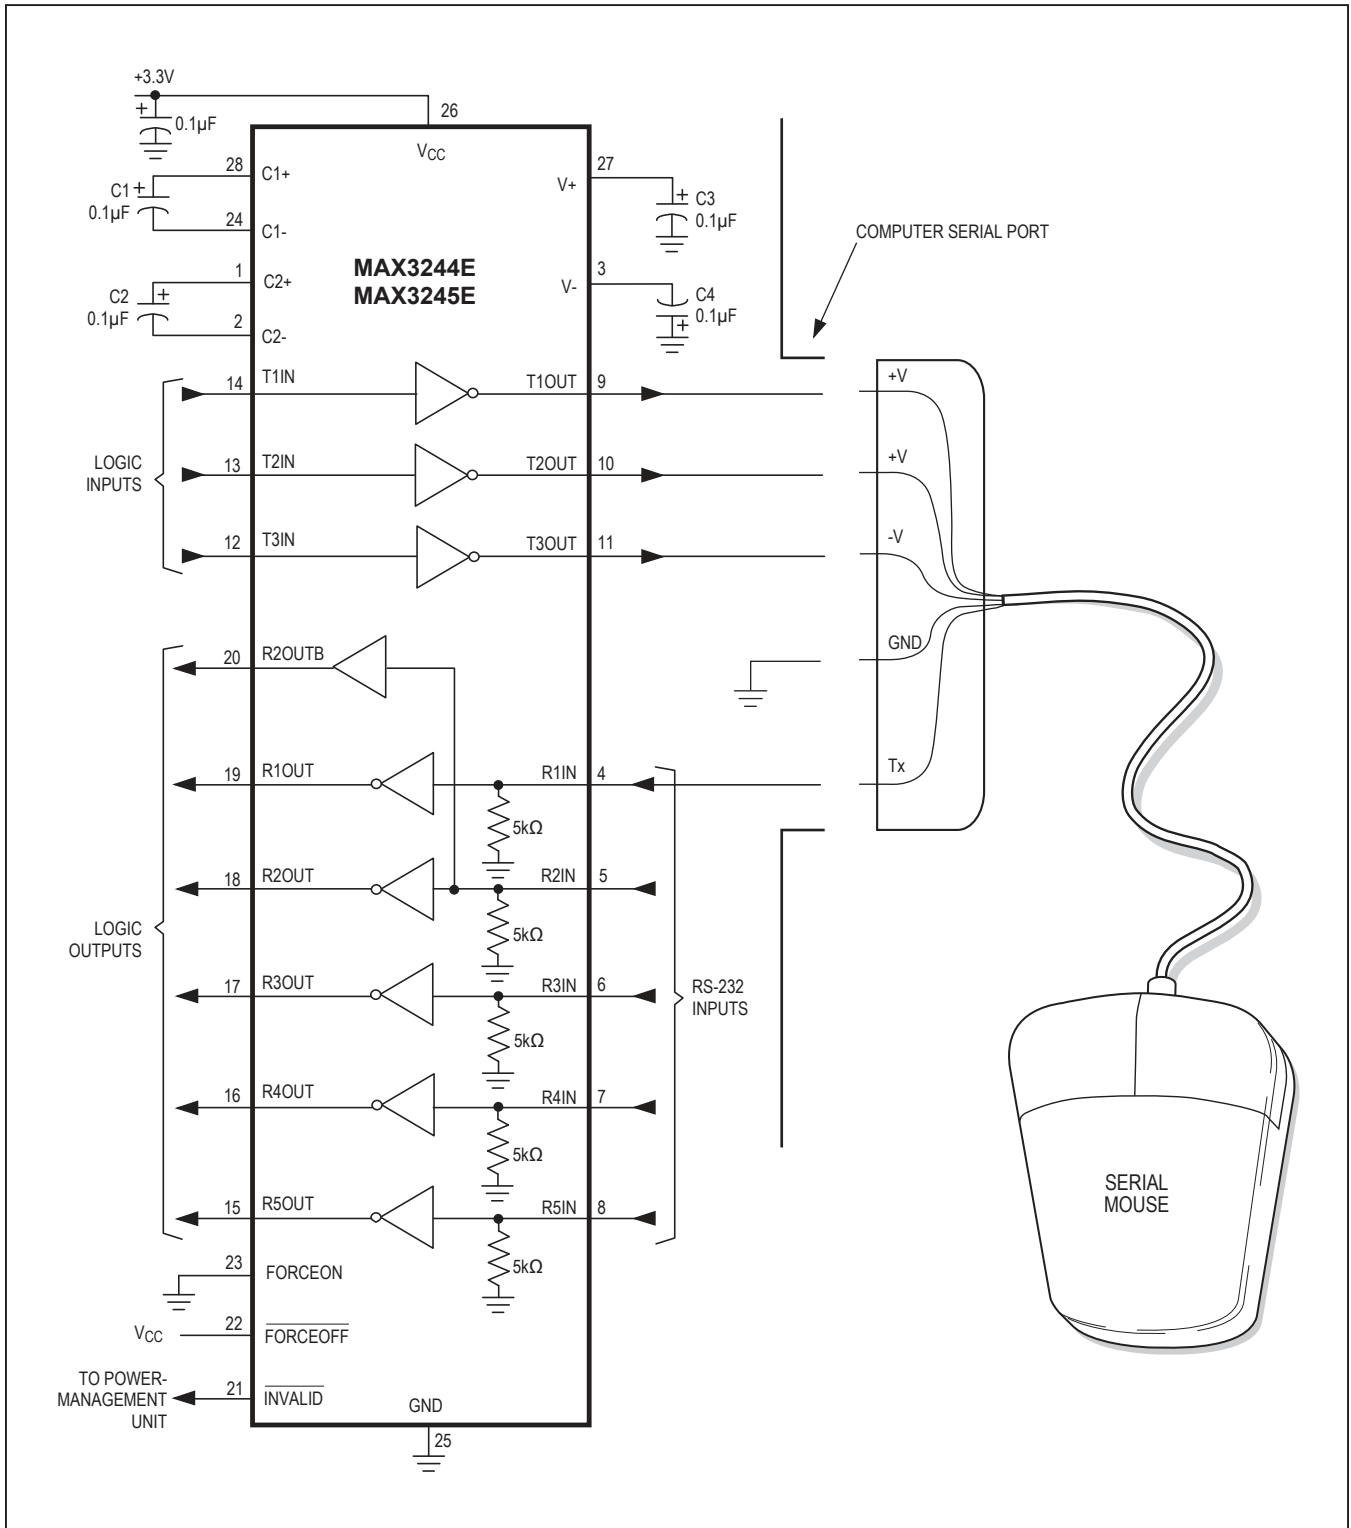 +3.3V
+
0.1µF
26
VCC
28
C1+
C1
+
0.1µF
24
C1-
27
V+
+
C3
0.1µF
MAX3244E
MAX3245E
1
C2+
C2
+
0.1µF
2
C2-
3
V-
C4
0.1µF
+
COMPUTER SERIAL PORT
LOGIC
INPUTS
14
T1IN
T1OUT
9
+V
13
T2IN
T2OUT
10
+V
12
T3IN
T3OUT
11
-V
20
R2OUTB
GND
19
R1OUT
R1IN
4
Tx
5kΩ
18
R2OUT
R2IN
5
5kΩ
LOGIC
OUTPUTS
17
R3OUT
R3IN
6
RS-232
INPUTS
5kΩ
16
R4OUT
R4IN
7
5kΩ
15
R5OUT
R5IN
8
5kΩ
SERIAL
MOUSE
23
FORCEON
VCC
22
FORCEOFF
TO POWER-
MANAGEMENT
UNIT
21
INVALID
GND
25